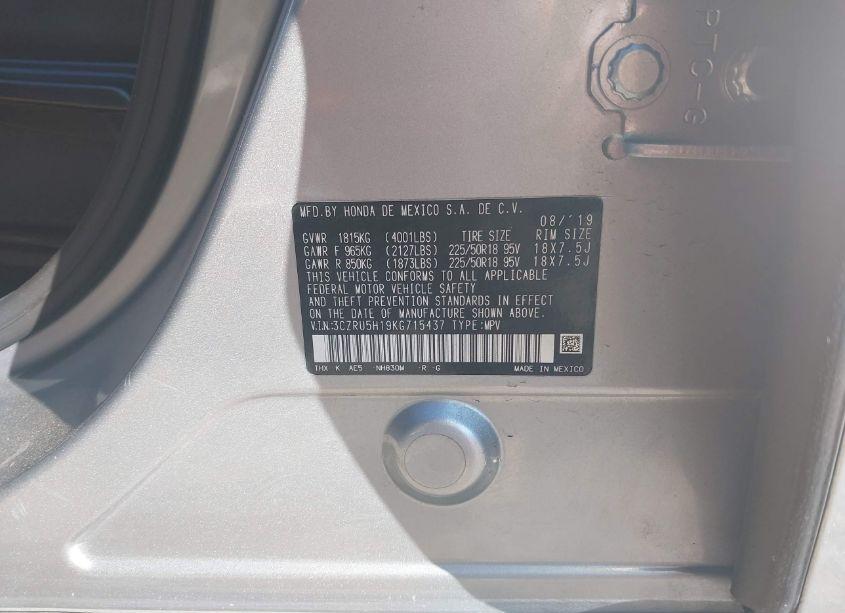 PTC-G
MFD.BY HONDA DE MEXICO S.A. DE C.V. 08/'19
GVWR 1815KG (4001LBS) TIRE SIZE RIM SIZE
GAWR F 965KG (2127LBS) 225/50R18 95V 18X7.5J
GAWR R 850KG (1873LBS) 225/50R18 95V 18X7.5J
THIS VEHICLE CONFORMS TO ALL APPLICABLE
FEDERAL MOTOR VEHICLE SAFETY
AND THEFT PREVENTION STANDARDS IN EFFECT
ON THE DATE OF MANUFACTURE SHOWN ABOVE.
V.I.N:3CZRU5H19KG715437 TYPE:MPV
THX K AE5 ·NH830M ·R ·G MADE IN MEXICO